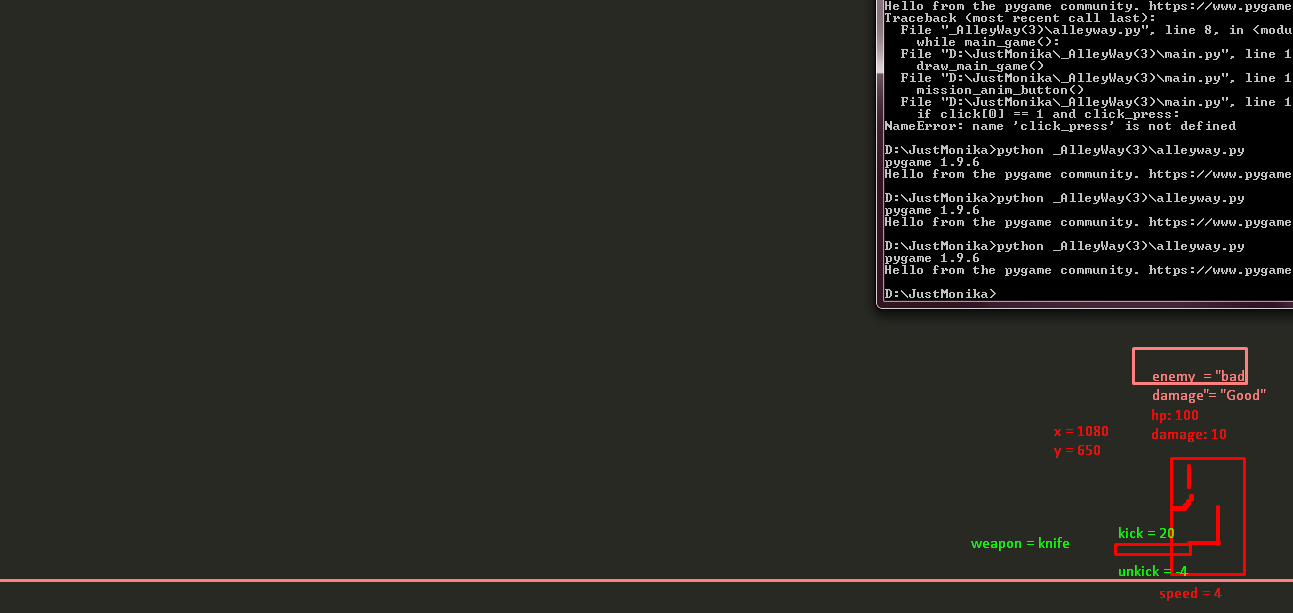 Hello from the pygame community. https://www.pygame
Traceback (most recent call last):
File "_AlleyWay(3)\alleyway.py", line 8, in <modu
while main_game():
File "D:\JustMonika\_AlleyWay(3)\main.py", line 1
draw_main_game()
File "D:\JustMonika\_AlleyWay(3)\main.py", line 1
mission_anim_button()
File "D:\JustMonika\_AlleyWay(3)\main.py", line 1
if click[0] == 1 and click_press:
NameError: name 'click_press' is not defined
D:\JustMonika>python _AlleyWay(3)\alleyway.py
pygame 1.9.6
Hello from the pygame community. https://www.pygame
D:\JustMonika>python _AlleyWay(3)\alleyway.py
pygame 1.9.6
Hello from the pygame community. https://www.pygame
D:\JustMonika>python _AlleyWay(3)\alleyway.py
pygame 1.9.6
Hello from the pygame community. https://www.pygame
D:\JustMonika>
enemy = "bad
damage"= "Good"
hp: 100
damage: 10
x = 1080
y = 650
kick = 20
weapon = knife
unkick = -4
speed = 4